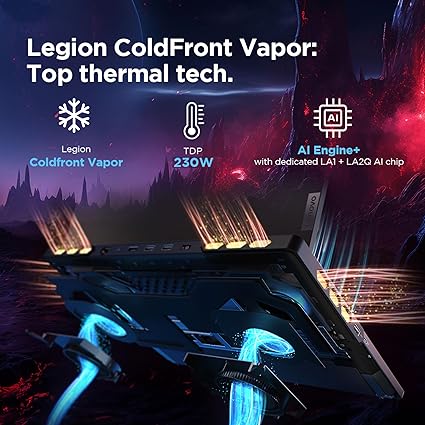 Legion ColdFront Vapor:
Top thermal tech.
Legion
Coldfront Vapor
TDP
230W
AI
AI Engine+
with dedicated LA1 + LA2Q AI chip
Lenovo